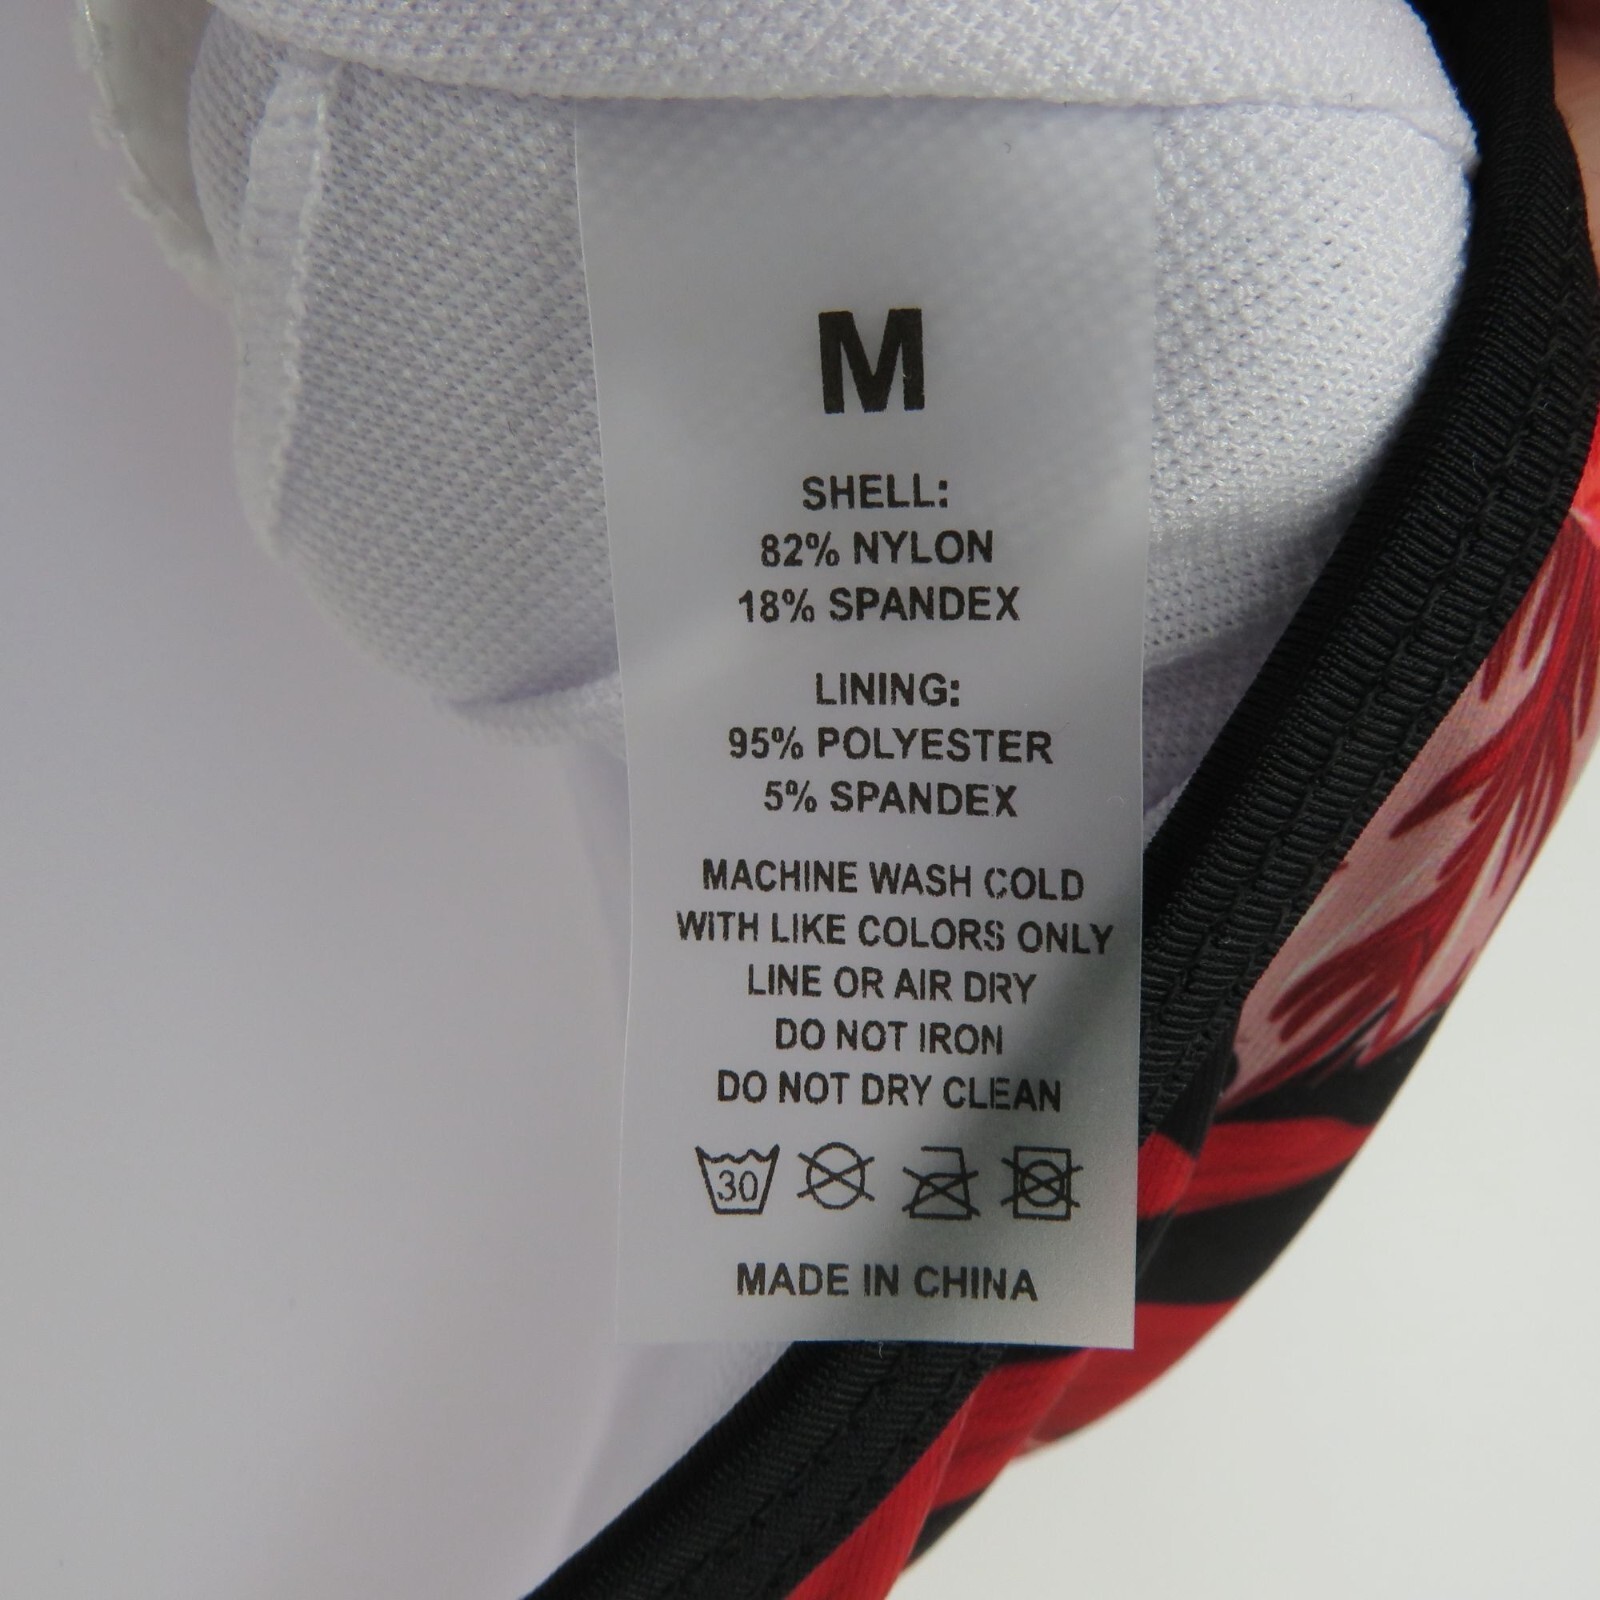 M
SHELL:
82% NYLON
18% SPANDEX
LINING:
95% POLYESTER
5% SPANDEX
MACHINE WASH COLD
WITH LIKE COLORS ONLY
LINE OR AIR DRY
DO NOT IRON
DO NOT DRY CLEAN
30
MADE IN CHINA